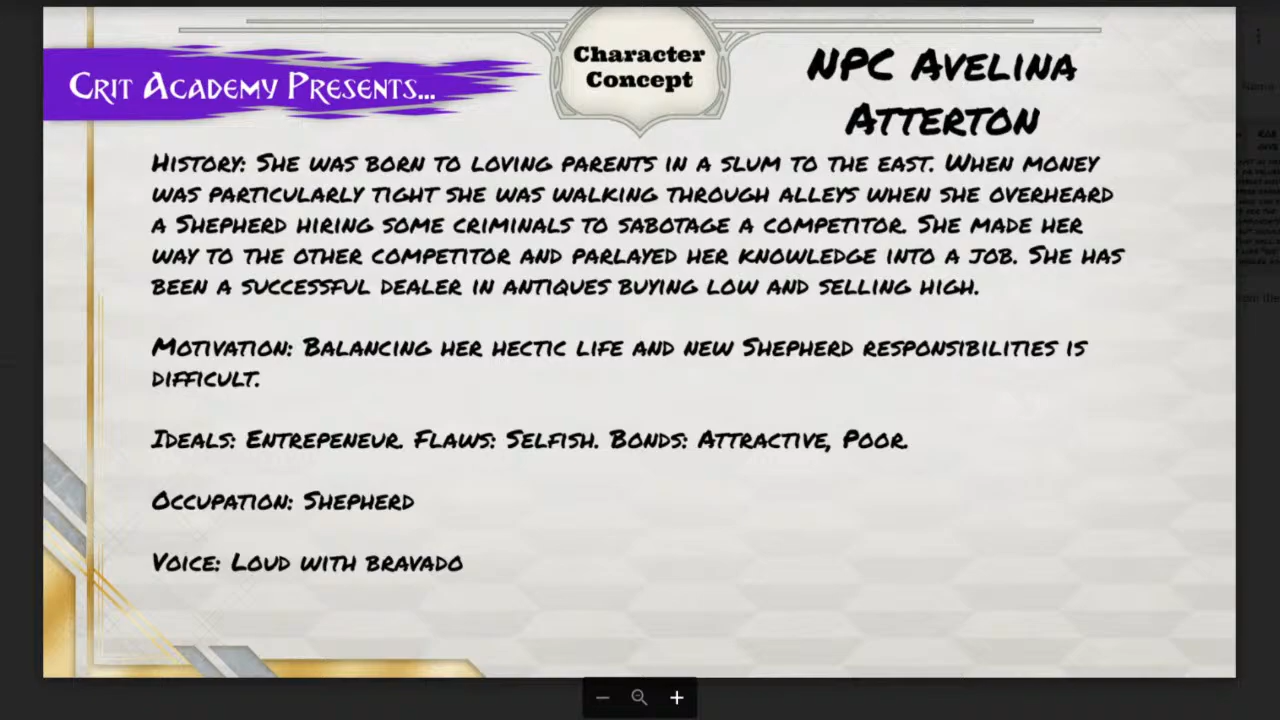 Crit Academy Presents...
Character
Concept
NPC Avelina
Atterton
History: She was born to loving parents in a slum to the east. When money
was particularly tight she was walking through alleys when she overheard
a Shepherd hiring some criminals to sabotage a competitor. She made her
way to the other competitor and parlayed her knowledge into a job. She has
been a successful dealer in antiques buying low and selling high.
Motivation: Balancing her hectic life and new Shepherd responsibilities is
difficult.
Ideals: Entrepeneur. Flaws: Selfish. Bonds: Attractive, Poor.
Occupation: Shepherd
Voice: Loud with bravado